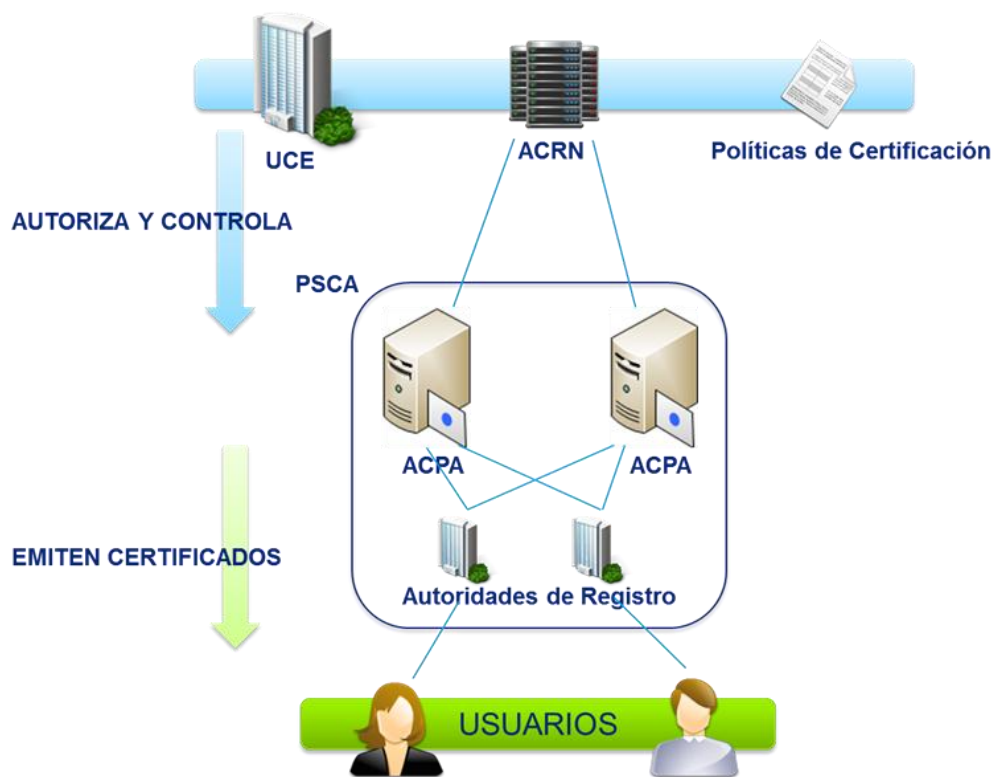 UCE
ACRN
Políticas de Certificación
AUTORIZA Y CONTROLA
PSCA
ACPA
ACPA
EMITEN CERTIFICADOS
Autoridades de Registro
USUARIOS